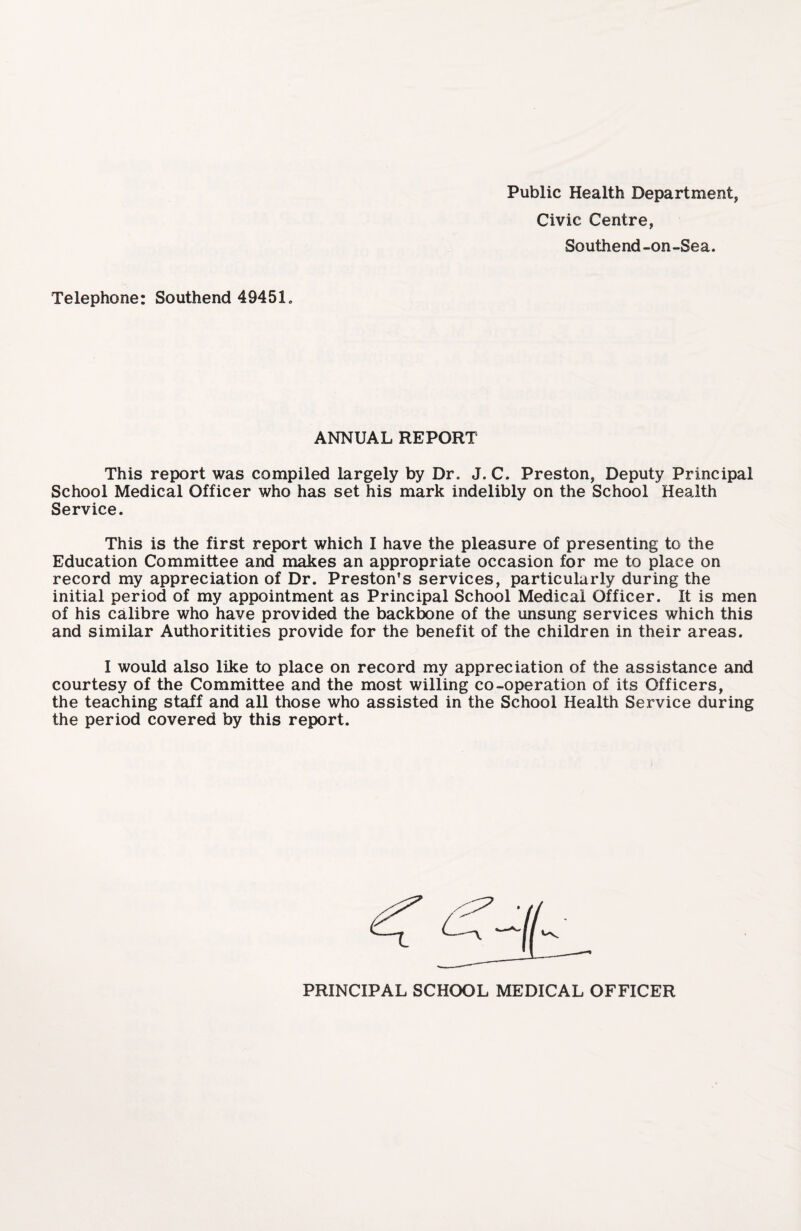 Public Health Department,
Civic Centre,
Southend-on-Sea.
Telephone: Southend 49451.
ANNUAL REPORT
This report was compiled largely by Dr. J. C. Preston, Deputy Principal
School Medical Officer who has set his mark indelibly on the School Health
Service.
This is the first report which I have the pleasure of presenting to the
Education Committee and makes an appropriate occasion for me to place on
record my appreciation of Dr. Preston's services, particularly during the
initial period of my appointment as Principal School Medical Officer. It is men
of his calibre who have provided the backbone of the unsung services which this
and similar Authoritities provide for the benefit of the children in their areas.
I would also like to place on record my appreciation of the assistance and
courtesy of the Committee and the most willing co-operation of its Officers,
the teaching staff and all those who assisted in the School Health Service during
the period covered by this report.
PRINCIPAL SCHOOL MEDICAL OFFICER